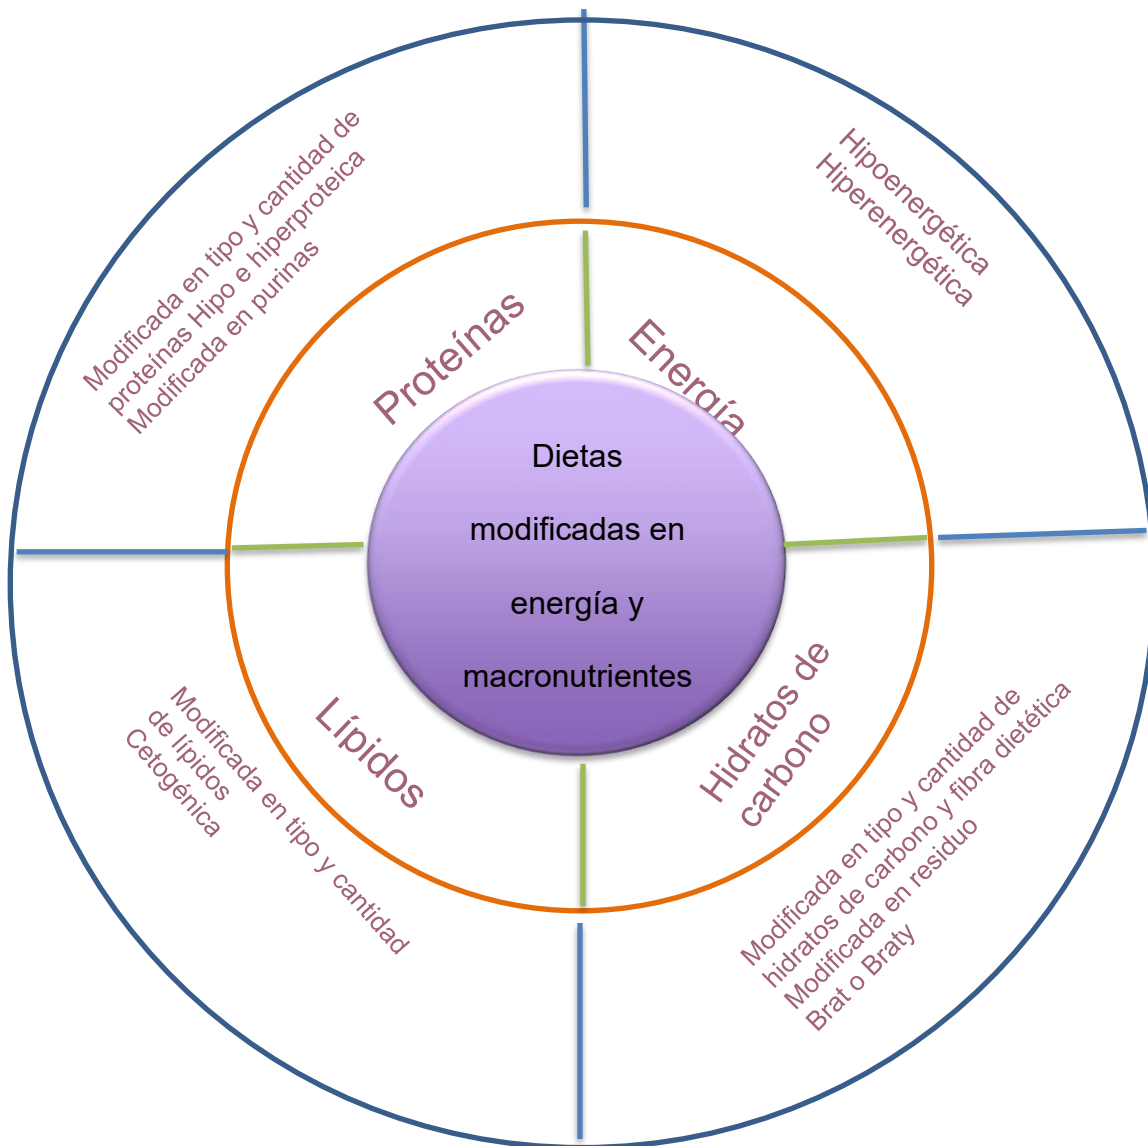 Modificada en tipo y cantidad de
proteínas Hipo e hiperproteica
Modificada en purinas
Hipoenergética
Hiperenergética
Proteínas
Energía
Dietas
modificadas en
energía y
macronutrientes
Lípidos
Hidratos de
carbono
Modificada en tipo y cantidad
de lípidos
Cetogénica
Modificada en tipo y cantidad de
hidratos de carbono y fibra dietética
Modificada en residuo
Brat o Braty